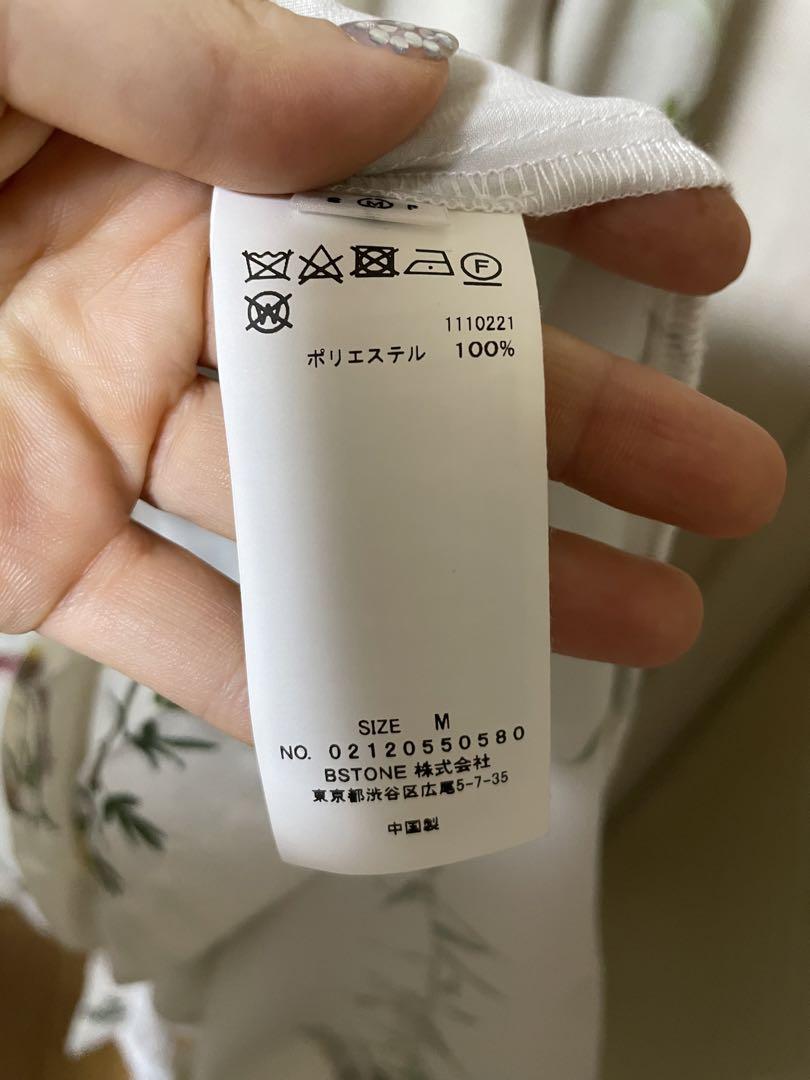 S M F
F
W
1110221
ポリエステル 100%
SIZE M
NO. 02120550580
BSTONE 株式会社
東京都渋谷区広尾5-7-35
中国製